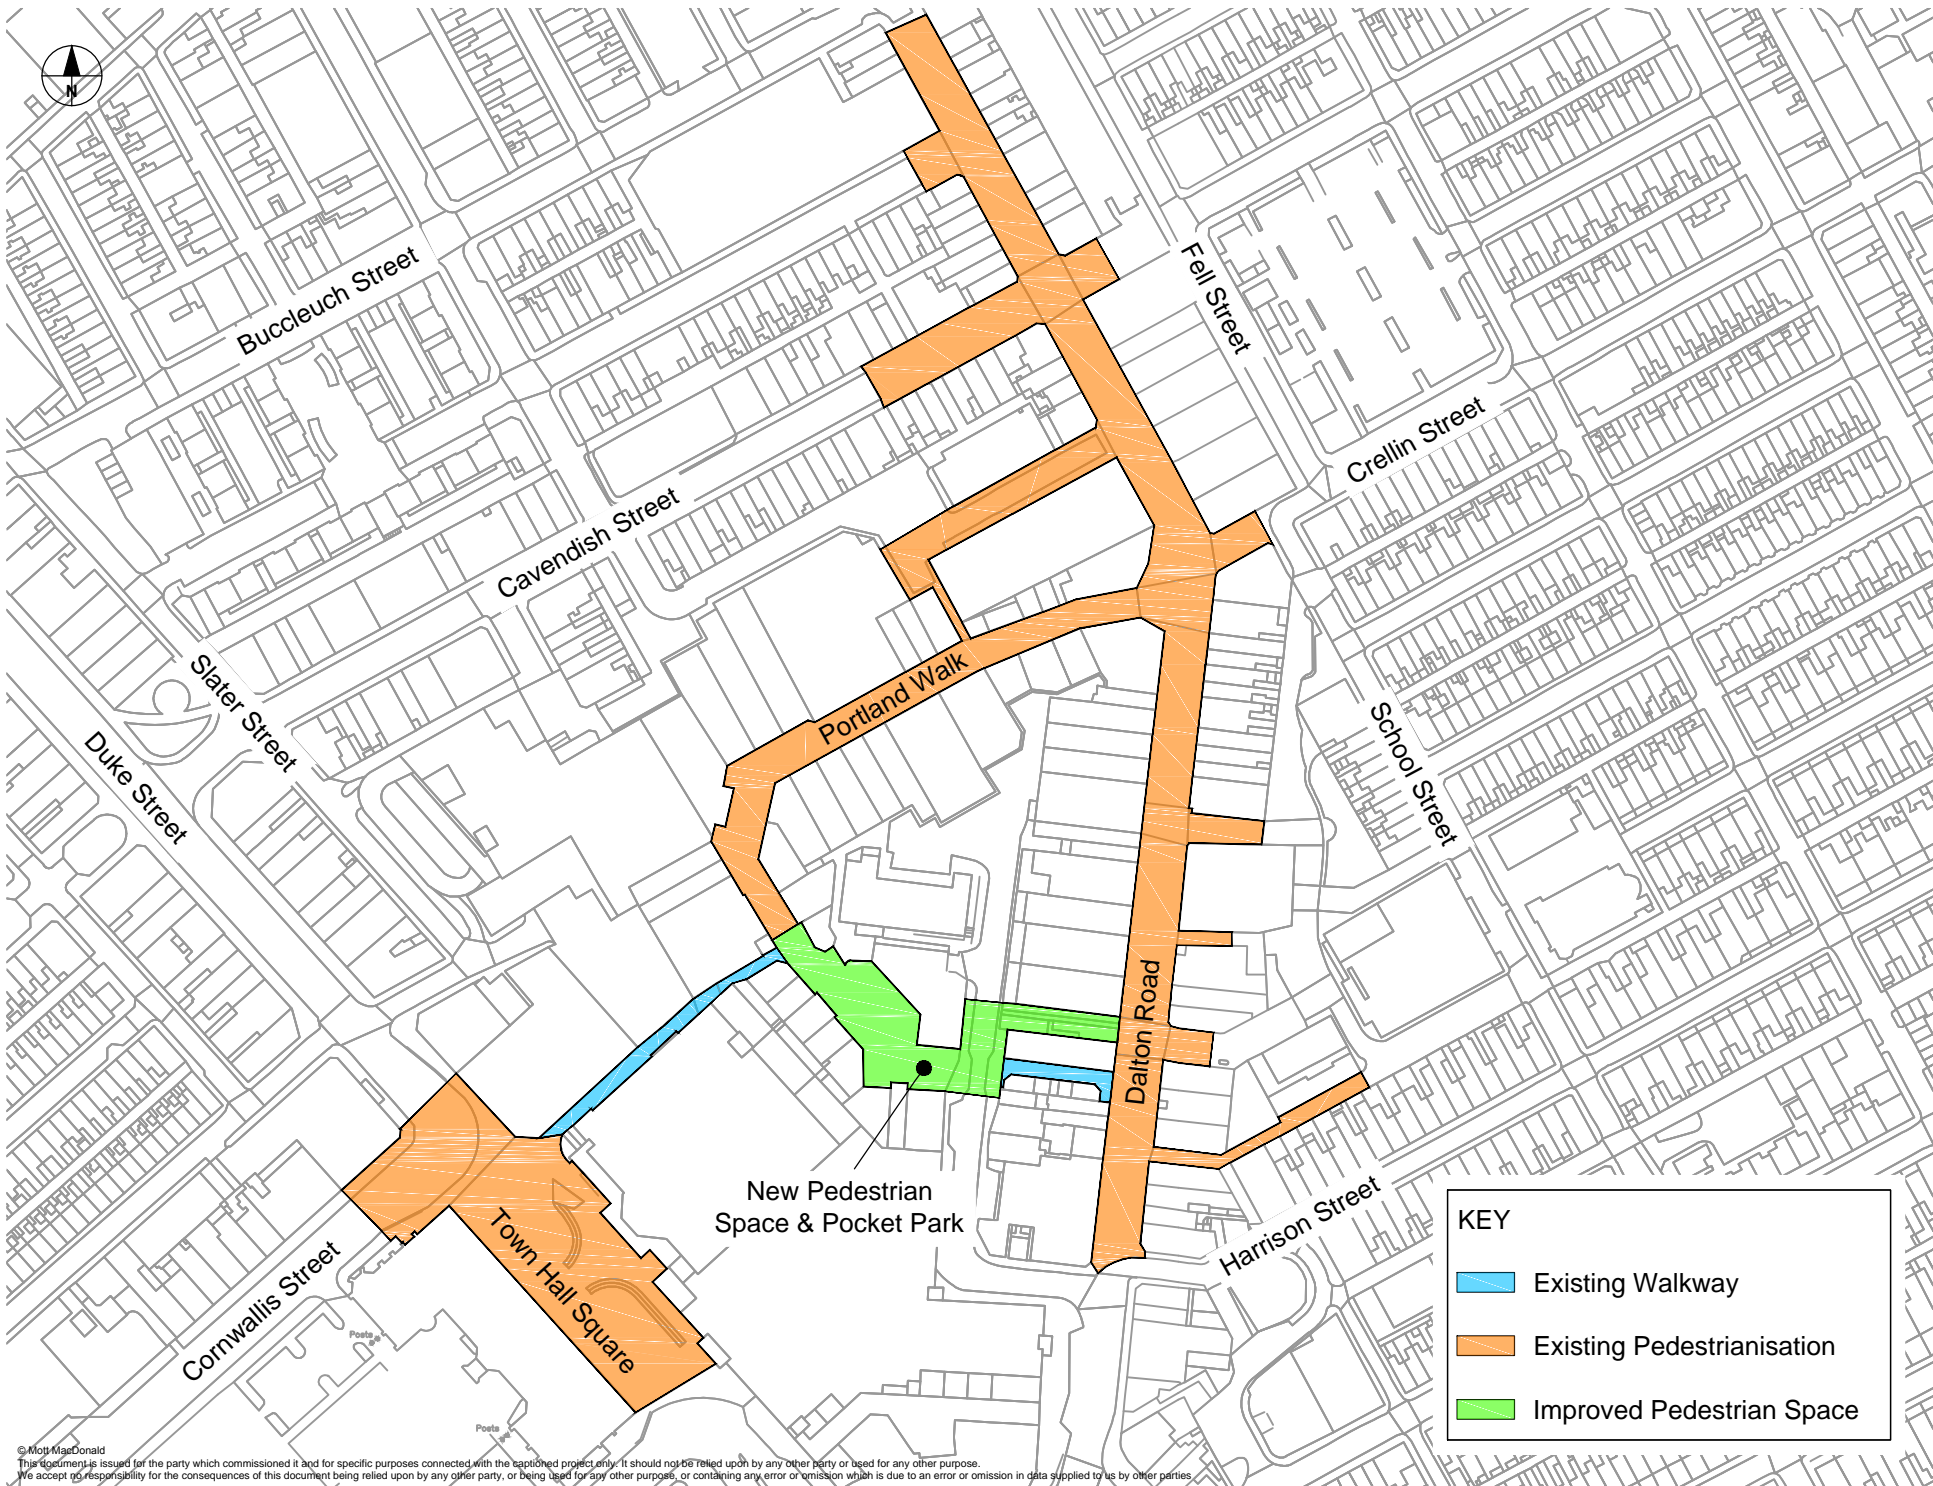 N
Buccleuch Street
Fell Street
Crellin Street
Cavendish Street
Slater Street
Duke Street
Portland Walk
School Street
Dalton Road
New Pedestrian
Space & Pocket Park
Harrison Street
Town Hall Square
Cornwallis Street
Posts
Posts
KEY
Existing Walkway
Existing Pedestrianisation
Improved Pedestrian Space
© Mott MacDonald
This document is issued for the party which commissioned it and for specific purposes connected with the captioned project only. It should not be relied upon by any other party or used for any other purpose.
We accept no responsibility for the consequences of this document being relied upon by any other party, or being used for any other purpose, or containing any error or omission which is due to an error or omission in data supplied to us by other parties